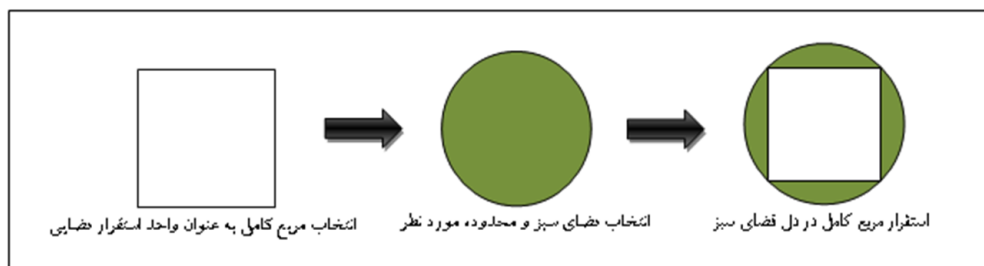 انتخاب مربع کاملی به عنوان واحد استقرار فضایی
انتخاب فضای سبز و محدوده مورد نظر
استقرار مربع کامل در دل فضای سبز